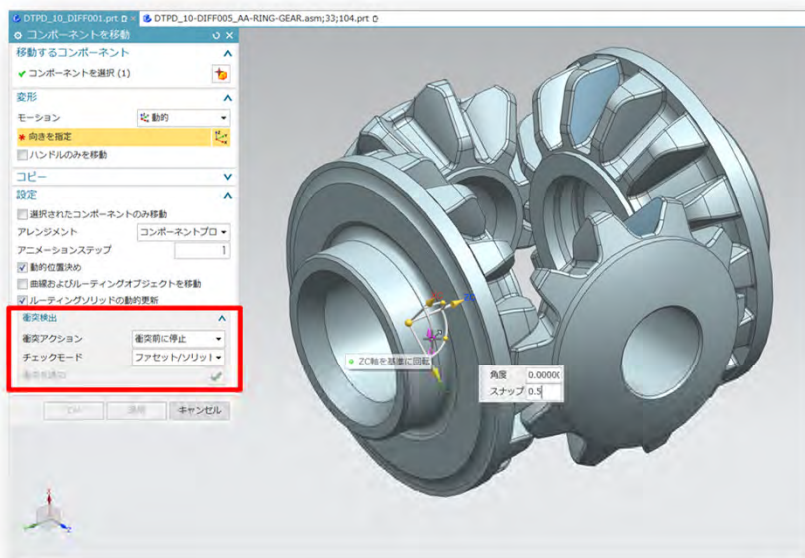 DTPD_10_DIFF001.prt
DTPD_10-DIFF005_AA-RING-GEAR.asm;33;104.prt
コンポーネントを移動
移動するコンポーネント
コンポーネントを選択 (1)
変形
モーション 動的
* 向きを指定
ハンドルのみを移動
コピー
設定
選択されたコンポーネントのみ移動
アレンジメント コンポーネントプロ
アニメーションステップ 1
動的位置決め
曲線およびルーティングオブジェクトを移動
ルーティングソリッドの動的更新
衝突検出
衝突アクション 衝突前に停止
チェックモード ファセット/ソリッ
キャンセル
ZC
ZC軸を基準に回転
角度 0.0000
スナップ 0.5